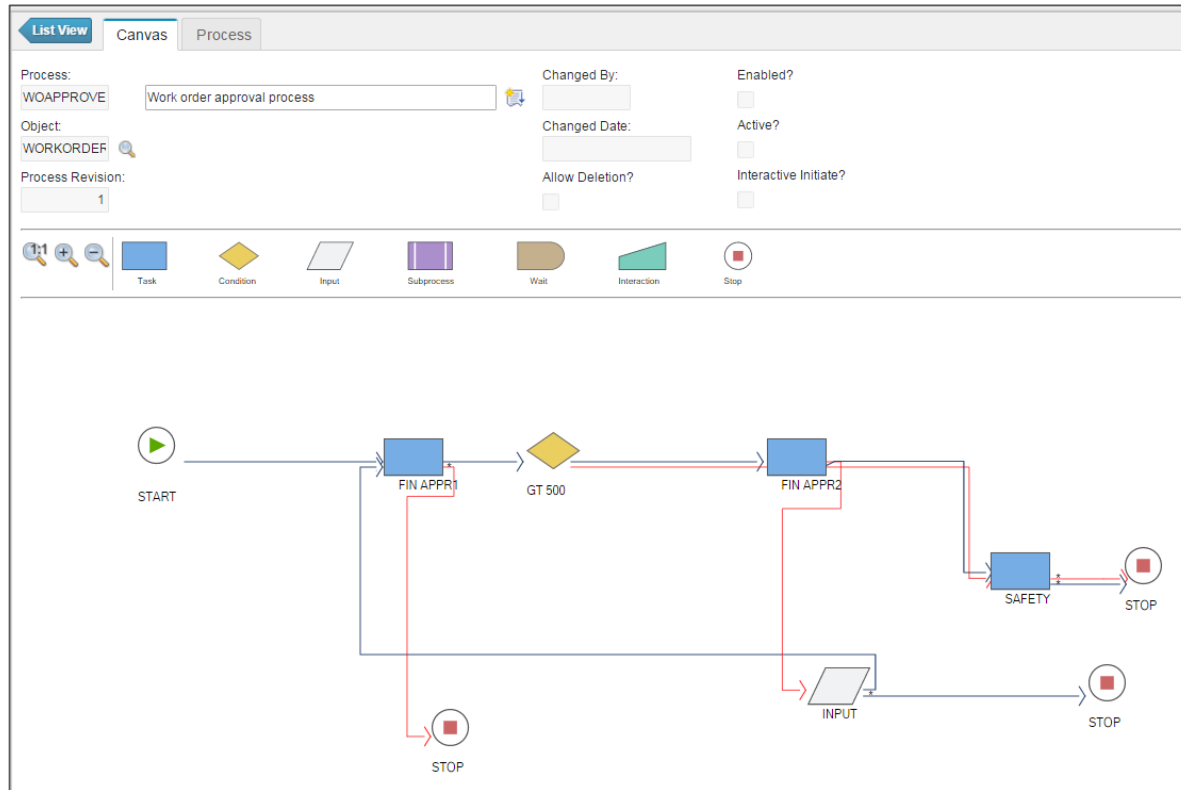 List View
Canvas
Process
Process:
Changed By:
Enabled?
WOAPPROVE
Work order approval process
Object:
Changed Date:
Active?
WORKORDER
Process Revision:
Allow Deletion?
Interactive Initiate?
1
1:1
Task
Condition
Input
Subprocess
Wait
Interaction
Stop
START
*
FIN APPR1
GT 500
FIN APPR2
*
*
SAFETY
STOP
*
INPUT
STOP
STOP